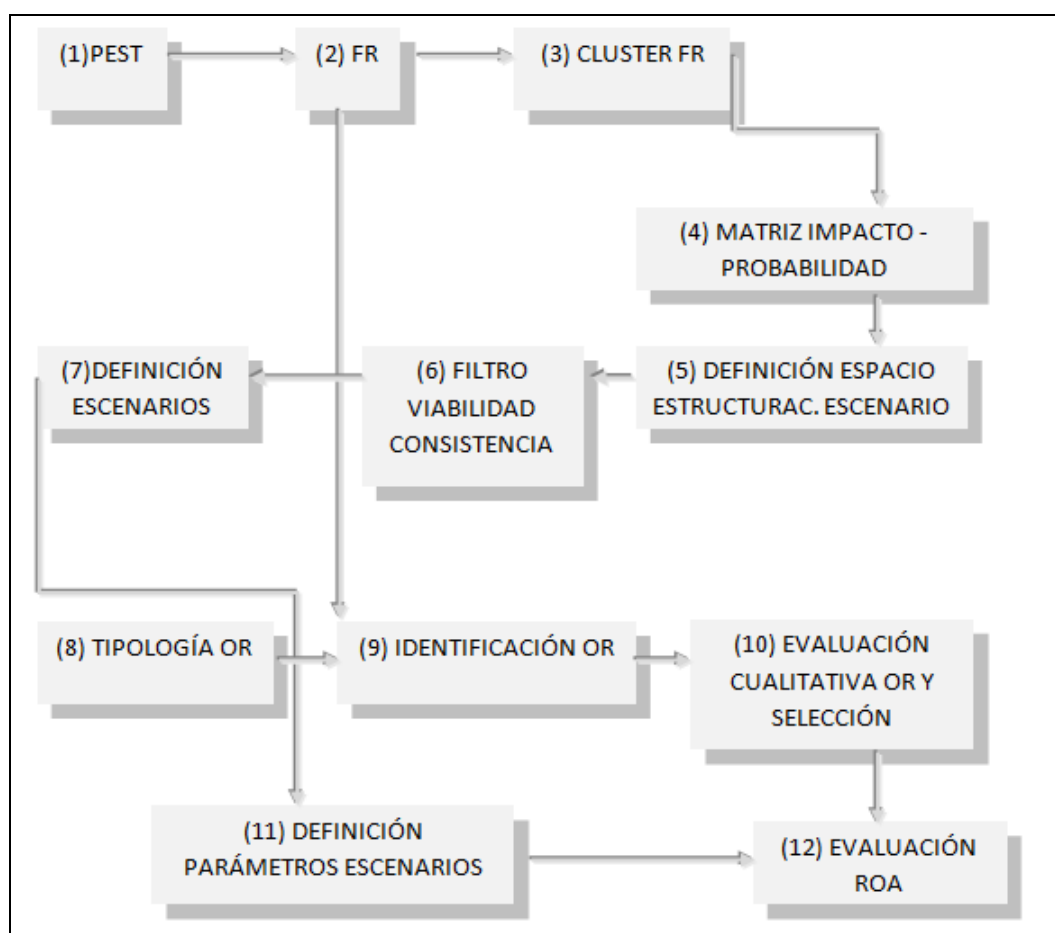 (1)PEST
(2) FR
(3) CLUSTER FR
(4) MATRIZ IMPACTO -
PROBABILIDAD
(7)DEFINICIÓN
ESCENARIOS
(6) FILTRO
VIABILIDAD
CONSISTENCIA
(5) DEFINICIÓN ESPACIO
ESTRUCTURAC. ESCENARIO
(8) TIPOLOGÍA OR
(9) IDENTIFICACIÓN OR
(10) EVALUACIÓN
CUALITATIVA OR Y
SELECCIÓN
(11) DEFINICIÓN
PARÁMETROS ESCENARIOS
(12) EVALUACIÓN
ROA